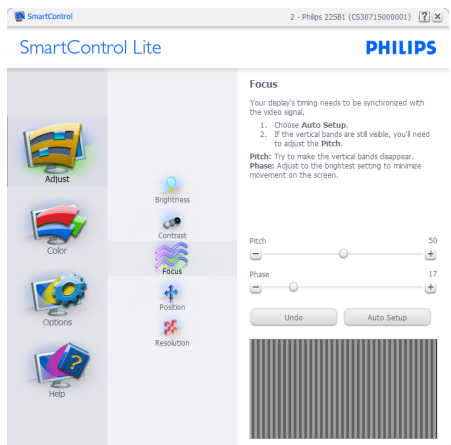 SmartControl
2 - Philips 225B1 (CS30715000001)
? X
SmartControl Lite
PHILIPS
Adjust
Color
Options
Help
Brightness
Contrast
Focus
Position
Resolution
Focus
Your display's timing needs to be synchronized with
the video signal.
1. Choose Auto Setup.
2. If the vertical bands are still visible, you'll need
to adjust the Pitch.
Pitch: Try to make the vertical bands disappear.
Phase: Adjust to the brightest setting to minimize
movement on the screen.
Pitch 50
Phase 17
Undo
Auto Setup